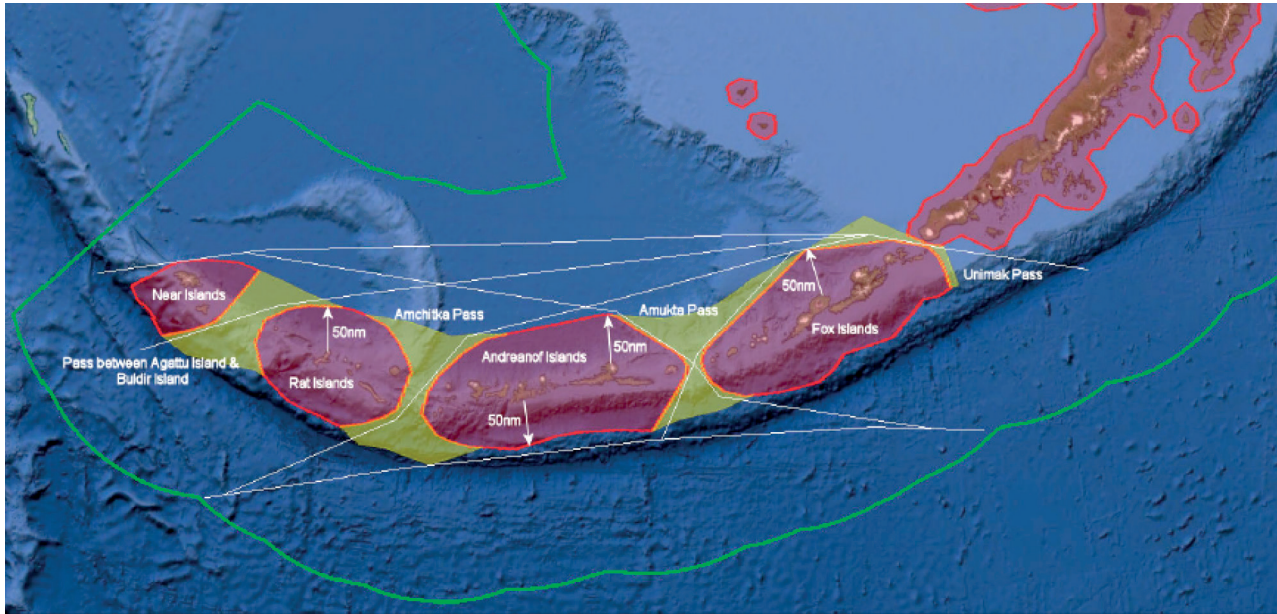 Near Islands
Pass between Agattu Island &
Buldir Island
50nm
Rat Islands
Amchitka Pass
Andreanof Islands
50nm
50nm
Amukta Pass
50nm
Fox Islands
Unimak Pass